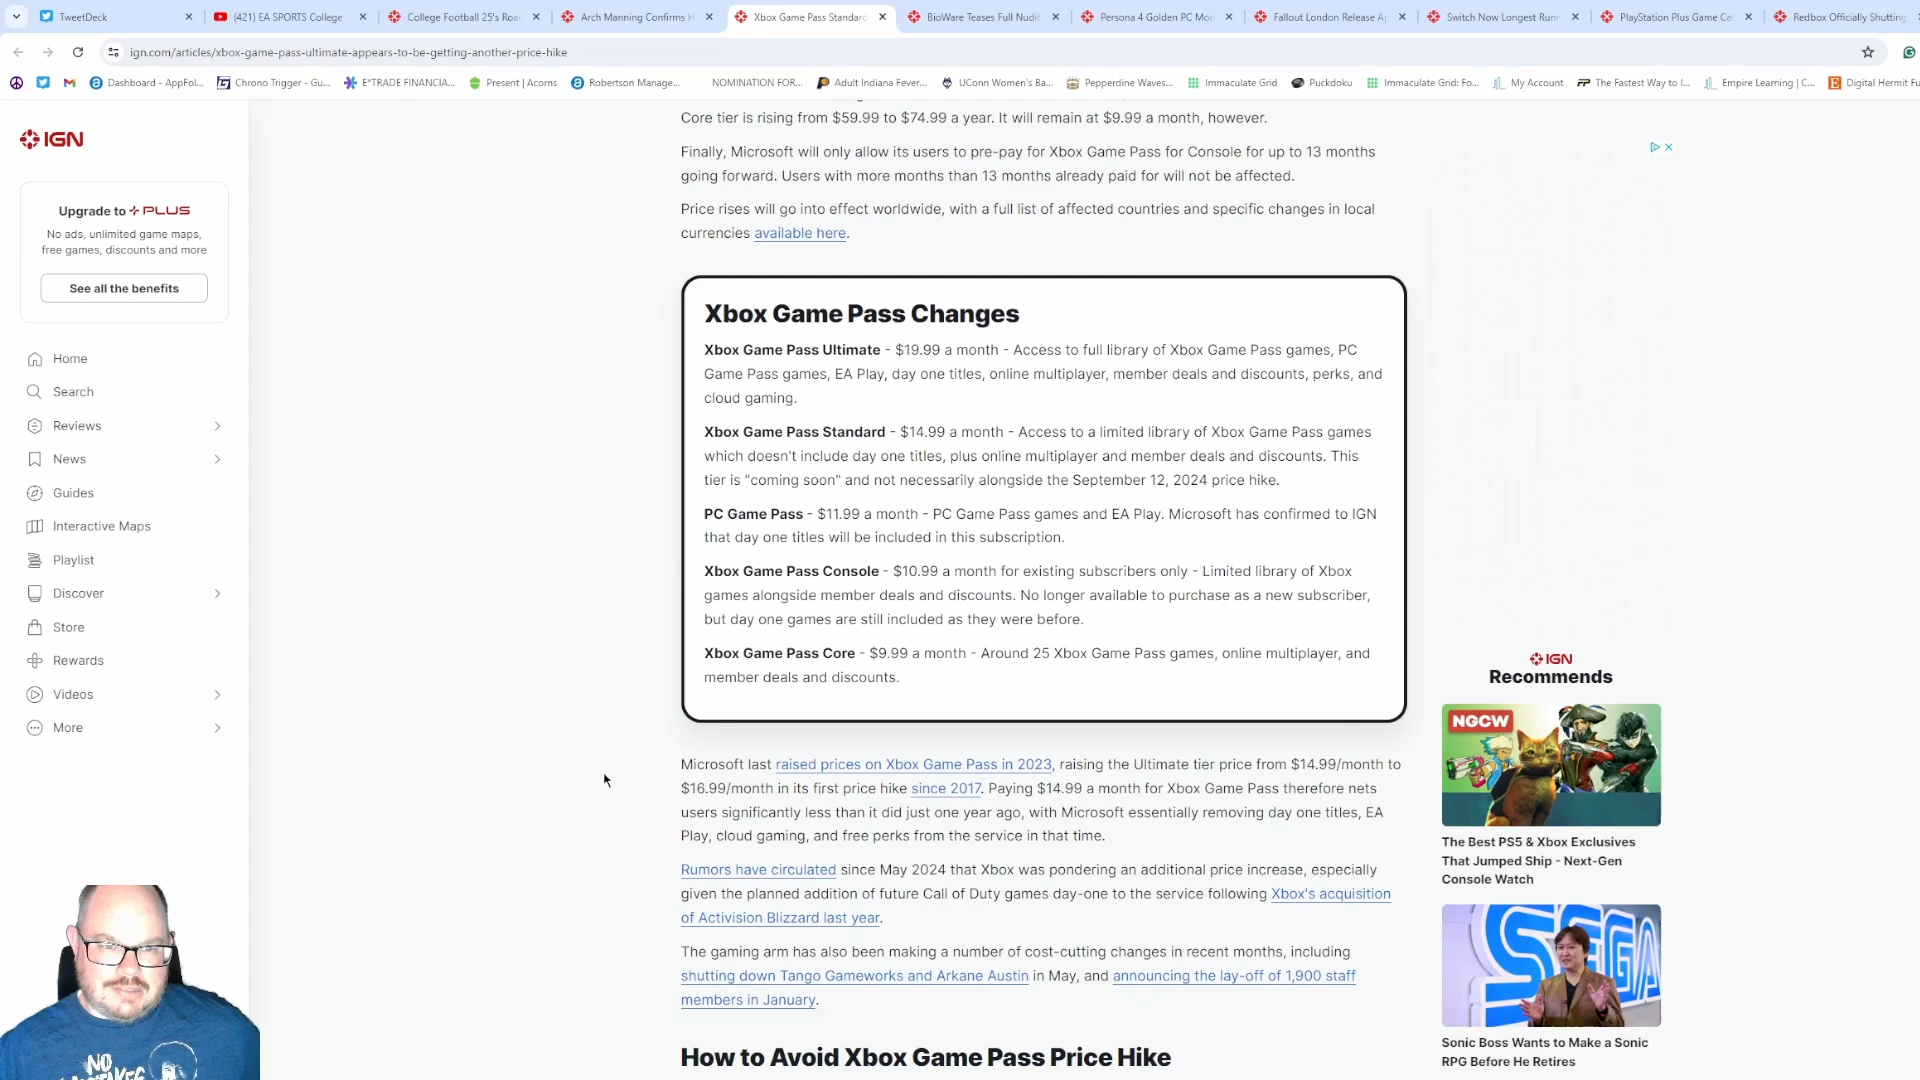 TweetDeck
(421) EA SPORTS College
College Football 25's Roa
Arch Manning Confirms H
Xbox Game Pass Standard
BioWare Teases Full Nudit
Persona 4 Golden PC Mo
Fallout London Release A
Switch Now Longest Run
PlayStation Plus Game Ca
Redbox Officially Shutting
ign.com/articles/xbox-game-pass-ultimate-appears-to-be-getting-another-price-hike
Dashboard - AppFol...
Chrono Trigger - Gu...
E*TRADE FINANCIA...
Present | Acorns
Robertson Manage...
NOMINATION FOR...
Adult Indiana Fever...
UConn Women's Ba...
Pepperdine Waves...
Immaculate Grid
Puckdoku
Immaculate Grid: Fo...
My Account
The Fastest Way to I...
Empire Learning | C...
Digital Hermit Fu
IGN
Upgrade to PLUS
No ads, unlimited game maps,
free games, discounts and more
See all the benefits
Home
Search
Reviews
News
Guides
Interactive Maps
Playlist
Discover
Store
Rewards
Videos
More
Core tier is rising from $59.99 to $74.99 a year. It will remain at $9.99 a month, however.
Finally, Microsoft will only allow its users to pre-pay for Xbox Game Pass for Console for up to 13 months
going forward. Users with more months than 13 months already paid for will not be affected.
Price rises will go into effect worldwide, with a full list of affected countries and specific changes in local
currencies available here.
Xbox Game Pass Changes
Xbox Game Pass Ultimate - $19.99 a month - Access to full library of Xbox Game Pass games, PC
Game Pass games, EA Play, day one titles, online multiplayer, member deals and discounts, perks, and
cloud gaming.
Xbox Game Pass Standard - $14.99 a month - Access to a limited library of Xbox Game Pass games
which doesn't include day one titles, plus online multiplayer and member deals and discounts. This
tier is "coming soon" and not necessarily alongside the September 12, 2024 price hike.
PC Game Pass - $11.99 a month - PC Game Pass games and EA Play. Microsoft has confirmed to IGN
that day one titles will be included in this subscription.
Xbox Game Pass Console - $10.99 a month for existing subscribers only - Limited library of Xbox
games alongside member deals and discounts. No longer available to purchase as a new subscriber,
but day one games are still included as they were before.
Xbox Game Pass Core - $9.99 a month - Around 25 Xbox Game Pass games, online multiplayer, and
member deals and discounts.
Microsoft last raised prices on Xbox Game Pass in 2023, raising the Ultimate tier price from $14.99/month to
$16.99/month in its first price hike since 2017. Paying $14.99 a month for Xbox Game Pass therefore nets
users significantly less than it did just one year ago, with Microsoft essentially removing day one titles, EA
Play, cloud gaming, and free perks from the service in that time.
Rumors have circulated since May 2024 that Xbox was pondering an additional price increase, especially
given the planned addition of future Call of Duty games day-one to the service following Xbox's acquisition
of Activision Blizzard last year.
The gaming arm has also been making a number of cost-cutting changes in recent months, including
shutting down Tango Gameworks and Arkane Austin in May, and announcing the lay-off of 1,900 staff
members in January.
How to Avoid Xbox Game Pass Price Hike
IGN
Recommends
NGCW
The Best PS5 & Xbox Exclusives
That Jumped Ship - Next-Gen
Console Watch
SEGA
Sonic Boss Wants to Make a Sonic
RPG Before He Retires
NO